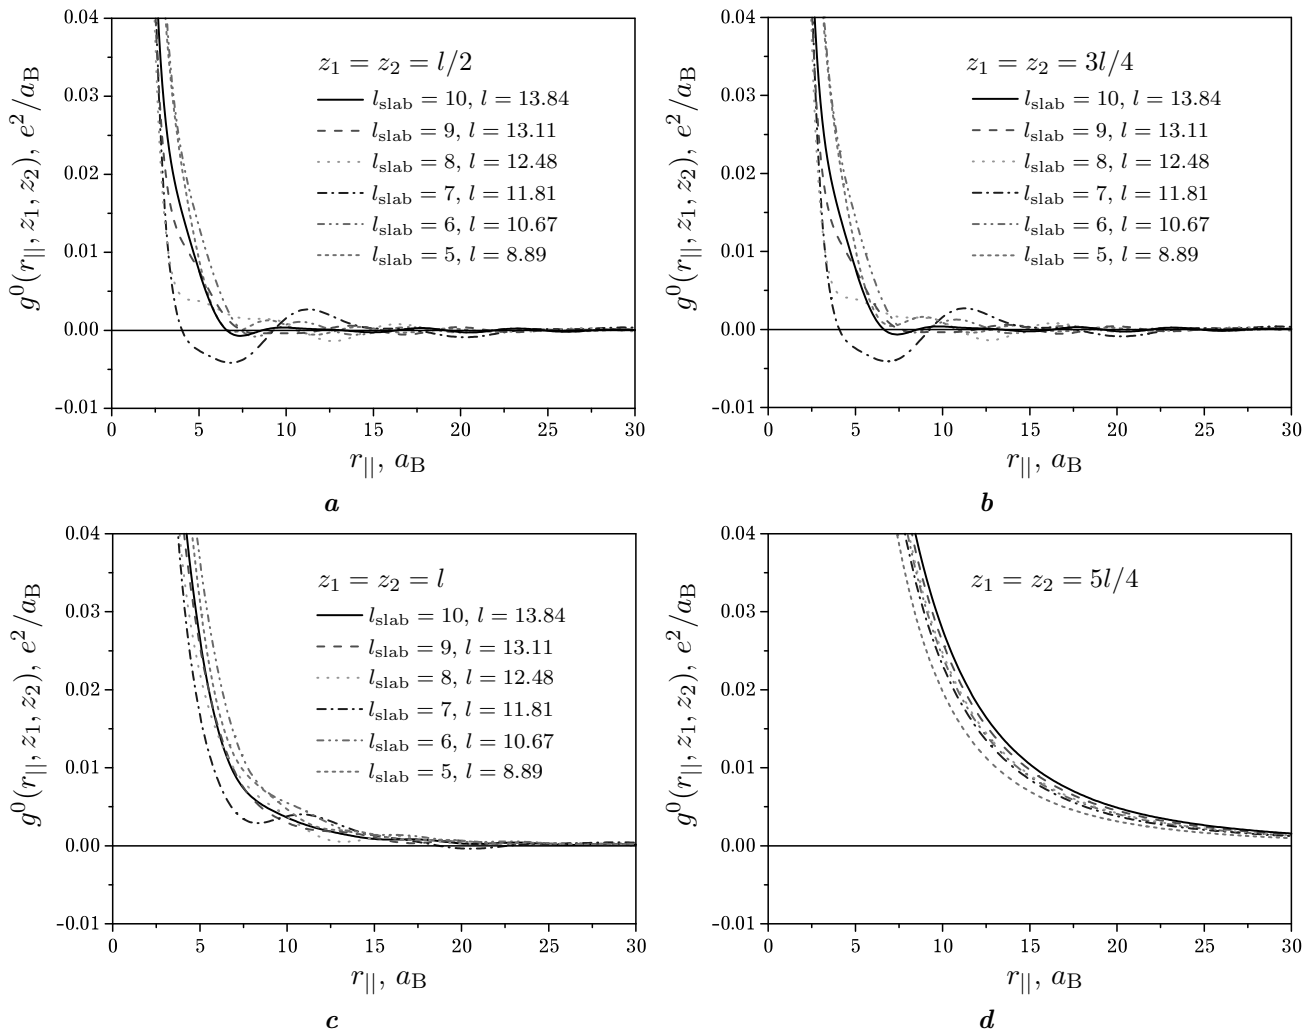 0.04
0.03
0.02
0.01
0.00
-0.01
g⁰(r||, z₁, z₂), e²/a_B
z₁ = z₂ = l/2
l_slab = 10, l = 13.84
l_slab = 9, l = 13.11
l_slab = 8, l = 12.48
l_slab = 7, l = 11.81
l_slab = 6, l = 10.67
l_slab = 5, l = 8.89
0 5 10 15 20 25 30
r||, a_B
a
0.04
0.03
0.02
0.01
0.00
-0.01
g⁰(r||, z₁, z₂), e²/a_B
z₁ = z₂ = 3l/4
l_slab = 10, l = 13.84
l_slab = 9, l = 13.11
l_slab = 8, l = 12.48
l_slab = 7, l = 11.81
l_slab = 6, l = 10.67
l_slab = 5, l = 8.89
0 5 10 15 20 25 30
r||, a_B
b
0.04
0.03
0.02
0.01
0.00
-0.01
g⁰(r||, z₁, z₂), e²/a_B
z₁ = z₂ = l
l_slab = 10, l = 13.84
l_slab = 9, l = 13.11
l_slab = 8, l = 12.48
l_slab = 7, l = 11.81
l_slab = 6, l = 10.67
l_slab = 5, l = 8.89
0 5 10 15 20 25 30
r||, a_B
c
0.04
0.03
0.02
0.01
0.00
-0.01
g⁰(r||, z₁, z₂), e²/a_B
z₁ = z₂ = 5l/4
0 5 10 15 20 25 30
r||, a_B
d